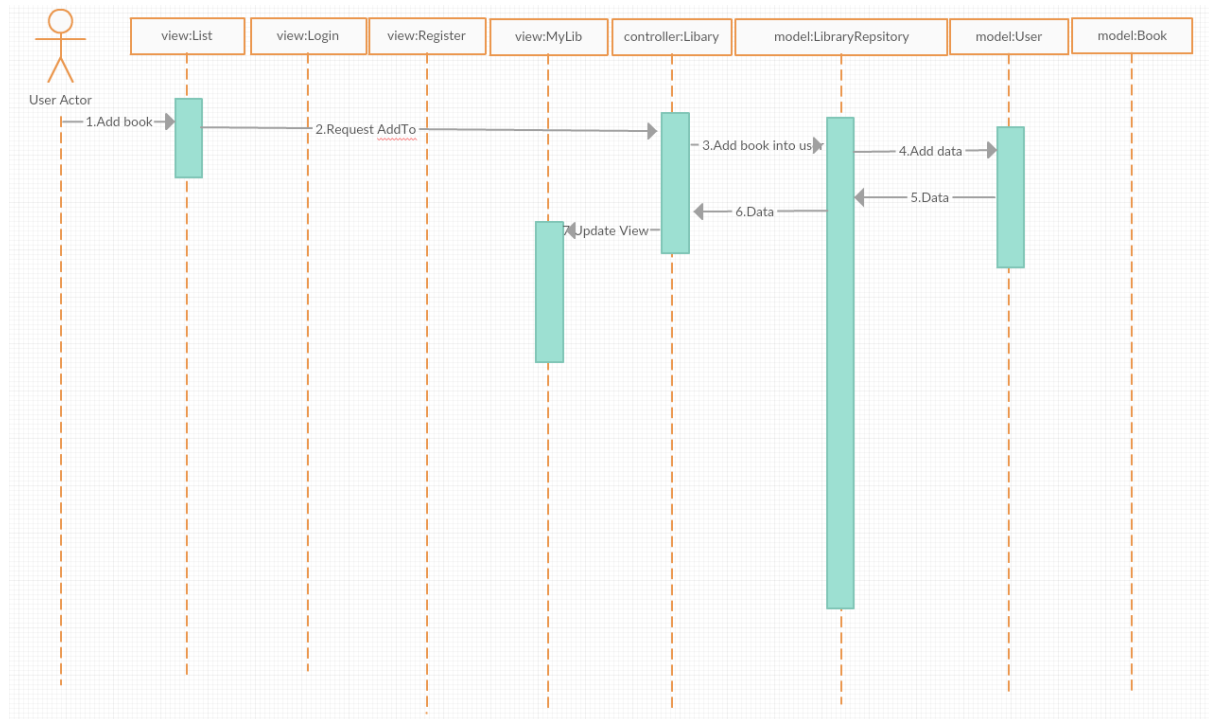 view:List
view:Login
view:Register
view:MyLib
controller:Libary
model:LibraryRepsitory
model:User
model:Book
User Actor
1.Add book
2.Request AddTo
3.Add book into us
4.Add data
5.Data
6.Data
7.Update View